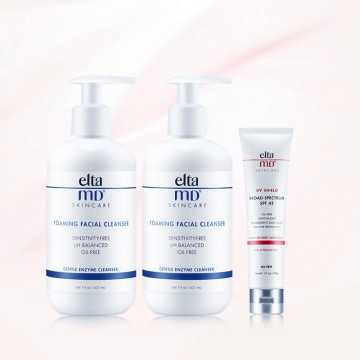 elta
MD
SKINCARE
FOAMING FACIAL CLEANSER
SENSITIVITY-FREE
pH BALANCED
OIL-FREE
GENTLE ENZYME CLEANSER
elta
MD
SKINCARE
FOAMING FACIAL CLEANSER
SENSITIVITY-FREE
pH BALANCED
OIL-FREE
GENTLE ENZYME CLEANSER
elta
MD
SKINCARE
UV SHIELD
BROAD-SPECTRUM
SPF 45